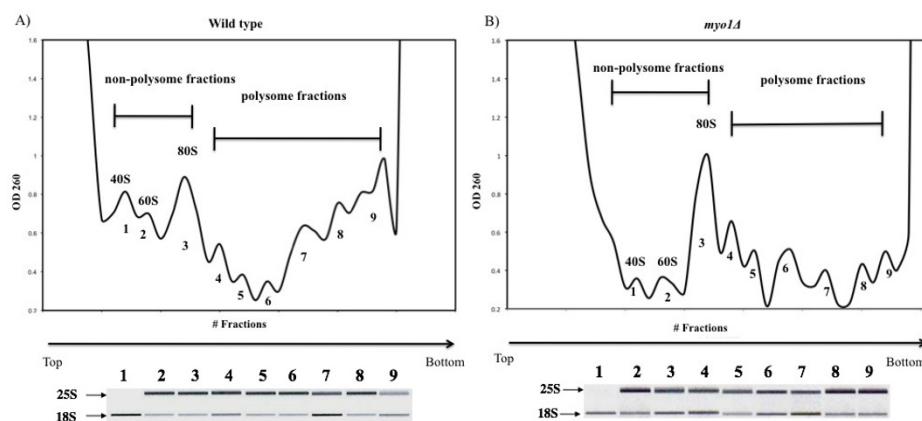 A)
Wild type
non-polysome fractions
polysome fractions
80S
40S
60S
1
2
3
4
5
6
7
8
9
OD 260
1.6
1.4
1.2
1
0.8
0.6
0.4
0.2
# Fractions
Top
Bottom
1 2 3 4 5 6 7 8 9
25S
18S
B)
myo1Δ
non-polysome fractions
polysome fractions
80S
40S
60S
1
2
3
4
5
6
7
8
9
OD 260
1.6
1.4
1.2
1
0.8
0.6
0.4
0.2
# Fractions
Top
Bottom
1 2 3 4 5 6 7 8 9
25S
18S